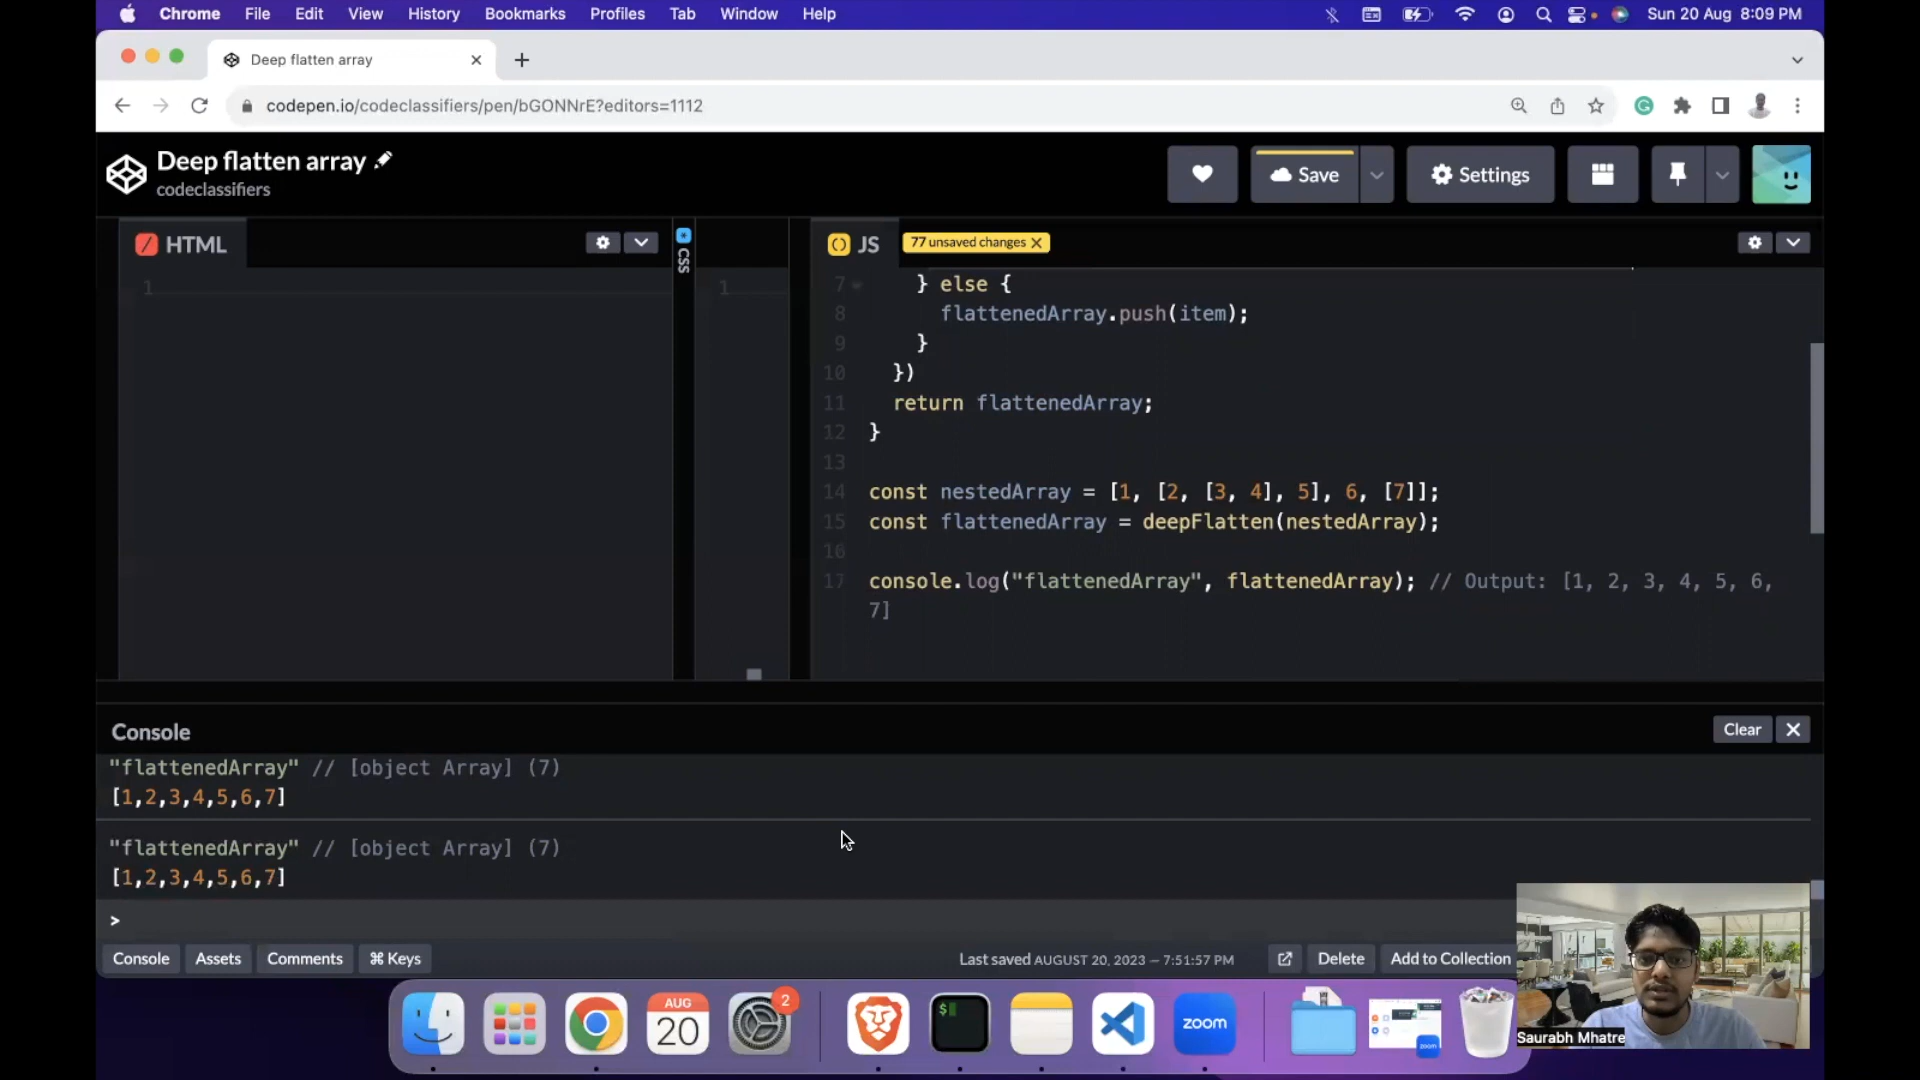 Chrome File Edit View History Bookmarks Profiles Tab Window Help Sun 20 Aug 8:09 PM
Deep flatten array
codepen.io/codeclassifiers/pen/bGONNrE?editors=1112
Deep flatten array
codeclassifiers
Save
Settings
HTML
CSS
JS
77 unsaved changes
1
1
7 } else {
8 flattenedArray.push(item);
9 }
10 })
11 return flattenedArray;
12 }
13
14 const nestedArray = [1, [2, [3, 4], 5], 6, [7]];
15 const flattenedArray = deepFlatten(nestedArray);
16
17 console.log("flattenedArray", flattenedArray); // Output: [1, 2, 3, 4, 5, 6,
7]
Console
Clear
"flattenedArray" // [object Array] (7)
[1,2,3,4,5,6,7]
"flattenedArray" // [object Array] (7)
[1,2,3,4,5,6,7]
>
Console Assets Comments ⌘ Keys Last saved AUGUST 20, 2023 — 7:51:57 PM Delete Add to Collection
AUG
20
2
$
zoom
zoom
Saurabh Mhatre